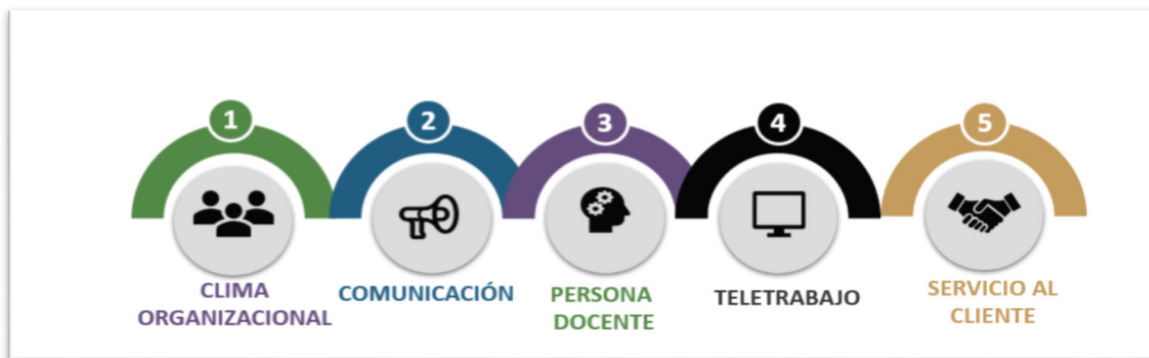 1
2
3
4
5
CLIMA
ORGANIZACIONAL
COMUNICACIÓN
PERSONA
DOCENTE
TELETRABAJO
SERVICIO AL
CLIENTE